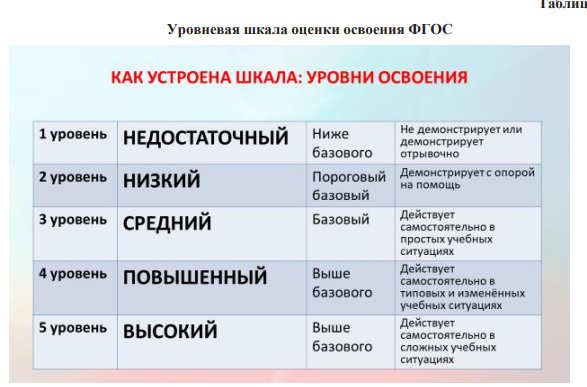 Таблиц
Уровневая шкала оценки освоения ФГОС
КАК УСТРОЕНА ШКАЛА: УРОВНИ ОСВОЕНИЯ
1 уровень
НЕДОСТАТОЧНЫЙ
Ниже
базового
Не демонстрирует или
демонстрирует
отрывочно
2 уровень
НИЗКИЙ
Пороговый
базовый
Демонстрирует с опорой
на помощь
3 уровень
СРЕДНИЙ
Базовый
Действует
самостоятельно в
простых учебных
ситуациях
4 уровень
ПОВЫШЕННЫЙ
Выше
базового
Действует
самостоятельно в
типовых и изменённых
учебных ситуациях
5 уровень
ВЫСОКИЙ
Выше
базового
Действует
самостоятельно в
сложных учебных
ситуациях